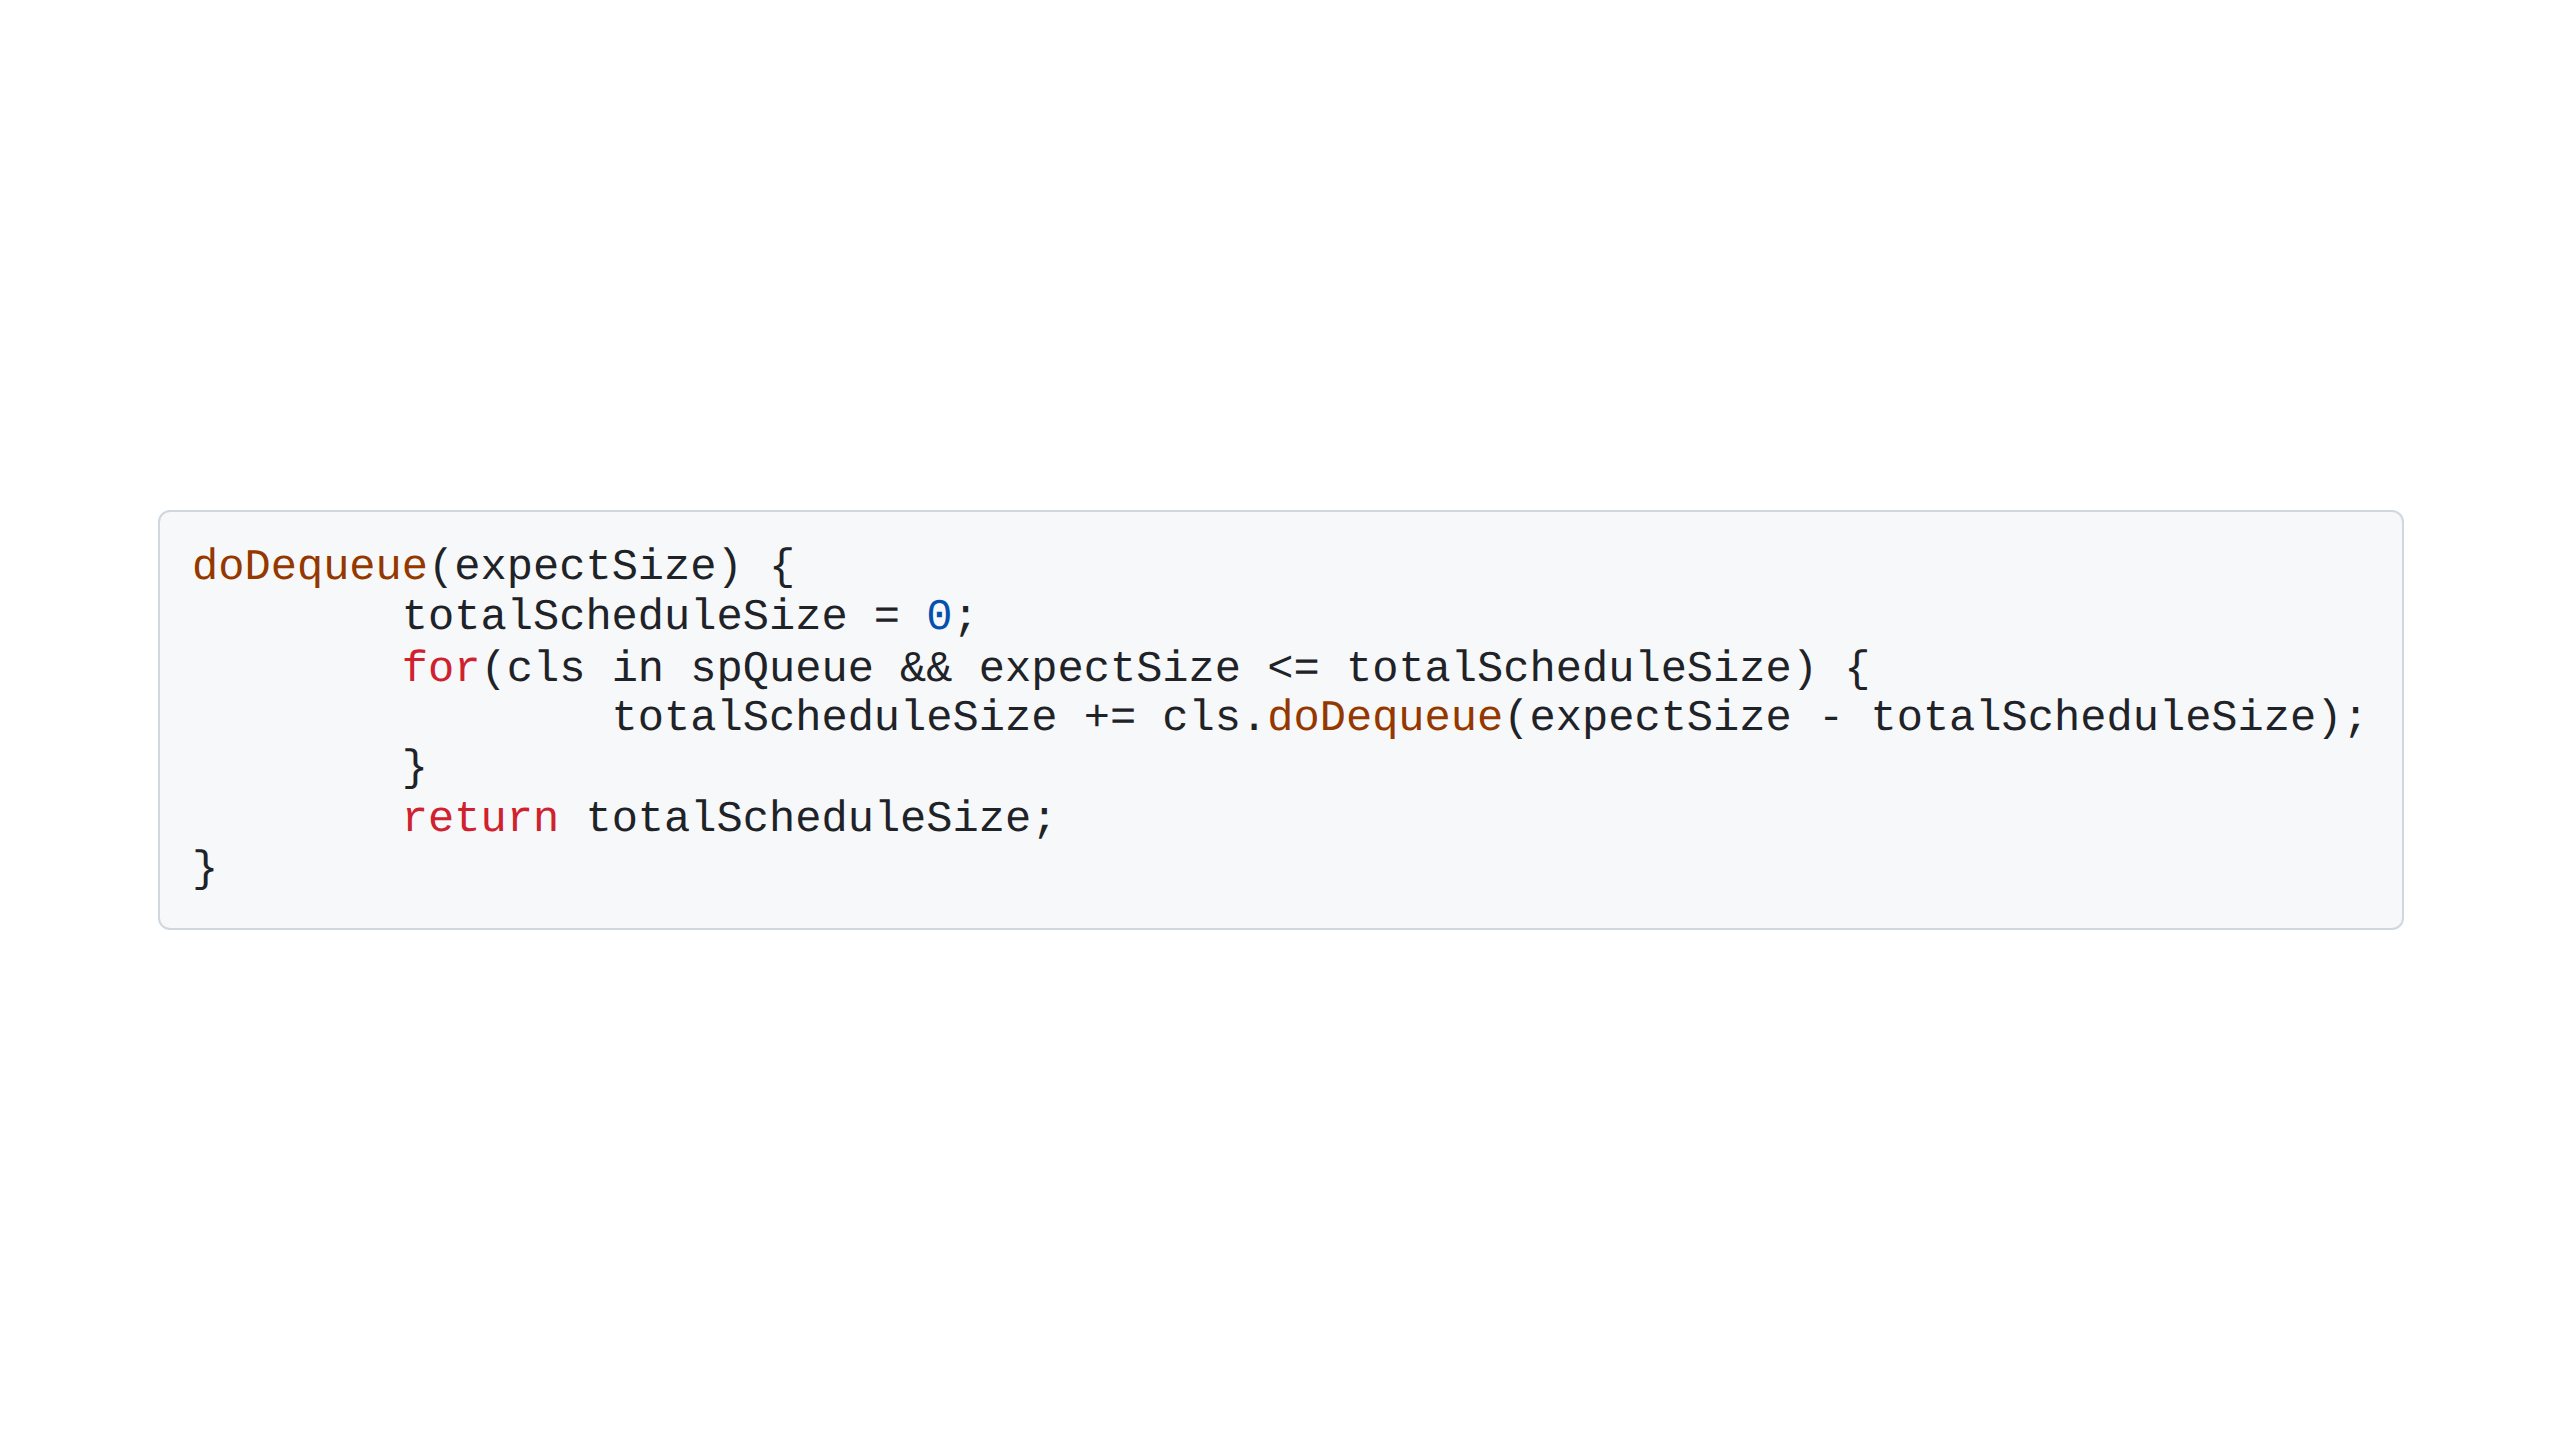 doDequeue(expectSize) {
        totalScheduleSize = 0;
        for(cls in spQueue && expectSize <= totalScheduleSize) {
                totalScheduleSize += cls.doDequeue(expectSize - totalScheduleSize);
        }
        return totalScheduleSize;
}